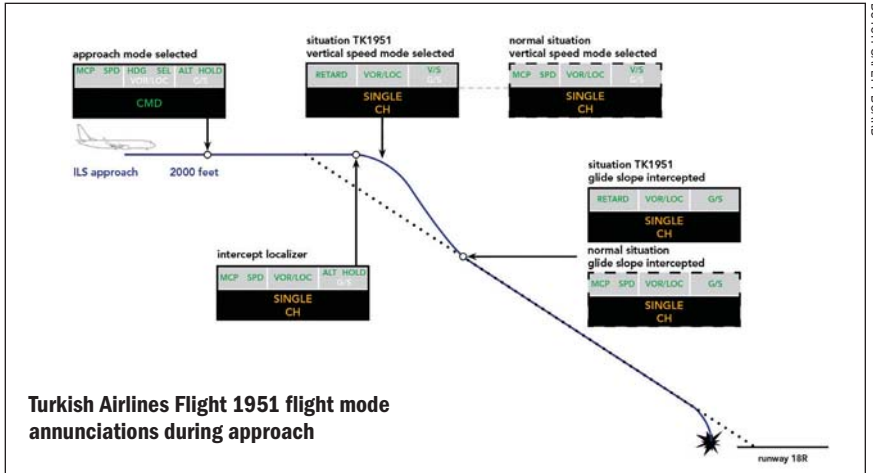 approach mode selected
MCP SPD HDG SEL ALT HOLD
VOR/LOC G/S
CMD
situation TK1951
vertical speed mode selected
RETARD VOR/LOC V/S
G/S
SINGLE
CH
normal situation
vertical speed mode selected
MCP SPD VOR/LOC V/S
G/S
SINGLE
CH
ILS approach 2000 feet
situation TK1951
glide slope intercepted
RETARD VOR/LOC G/S
SINGLE
CH
intercept localizer
MCP SPD VOR/LOC ALT HOLD
G/S
SINGLE
CH
normal situation
glide slope intercepted
MCP SPD VOR/LOC G/S
SINGLE
CH
Turkish Airlines Flight 1951 flight mode
annunciations during approach
runway 18R